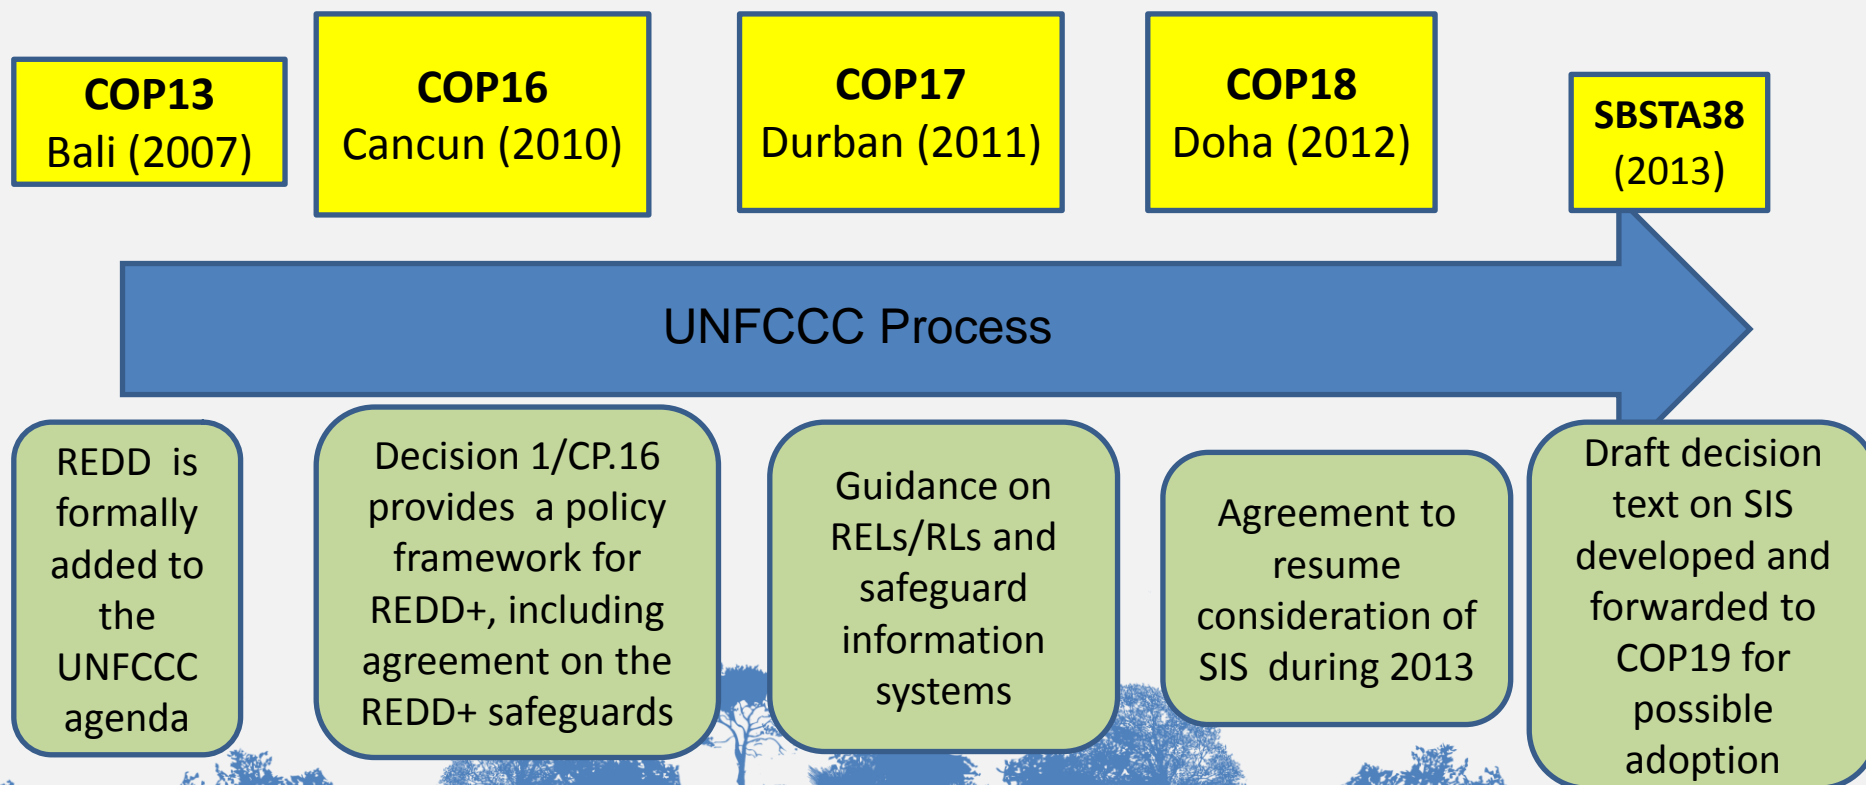 COP13
Bali (2007)
COP16
Cancun (2010)
COP17
Durban (2011)
COP18
Doha (2012)
SBSTA38
(2013)
UNFCCC Process
REDD is
formally
added to
the
UNFCCC
agenda
Decision 1/CP.16
provides a policy
framework for
REDD+, including
agreement on the
REDD+ safeguards
Guidance on
RELs/RLs and
safeguard
information
systems
Agreement to
resume
consideration of
SIS during 2013
Draft decision
text on SIS
developed and
forwarded to
COP19 for
possible
adoption